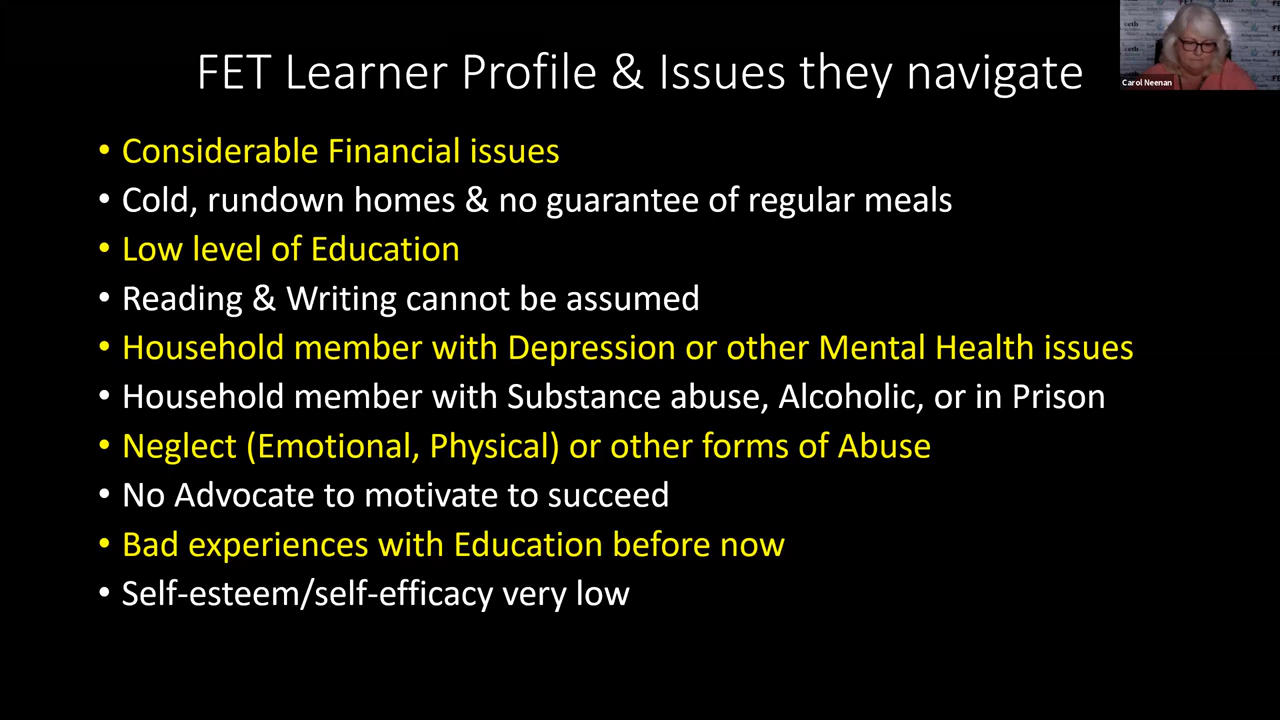 FET Learner Profile & Issues they navigate
• Considerable Financial issues
• Cold, rundown homes & no guarantee of regular meals
• Low level of Education
• Reading & Writing cannot be assumed
• Household member with Depression or other Mental Health issues
• Household member with Substance abuse, Alcoholic, or in Prison
• Neglect (Emotional, Physical) or other forms of Abuse
• No Advocate to motivate to succeed
• Bad experiences with Education before now
• Self-esteem/self-efficacy very low
Carol Neenan